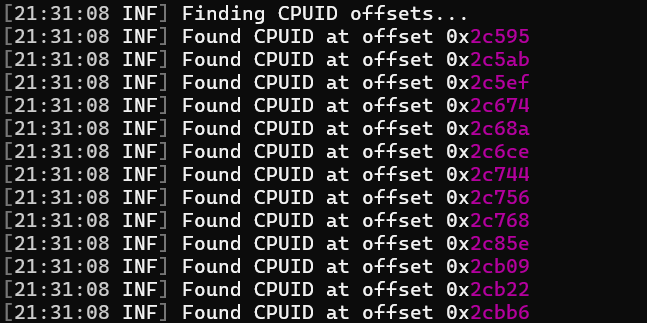 [21:31:08 INF] Finding CPUID offsets...
[21:31:08 INF] Found CPUID at offset 0x2c595
[21:31:08 INF] Found CPUID at offset 0x2c5ab
[21:31:08 INF] Found CPUID at offset 0x2c5ef
[21:31:08 INF] Found CPUID at offset 0x2c674
[21:31:08 INF] Found CPUID at offset 0x2c68a
[21:31:08 INF] Found CPUID at offset 0x2c6ce
[21:31:08 INF] Found CPUID at offset 0x2c744
[21:31:08 INF] Found CPUID at offset 0x2c756
[21:31:08 INF] Found CPUID at offset 0x2c768
[21:31:08 INF] Found CPUID at offset 0x2c85e
[21:31:08 INF] Found CPUID at offset 0x2cb09
[21:31:08 INF] Found CPUID at offset 0x2cb22
[21:31:08 INF] Found CPUID at offset 0x2cbb6